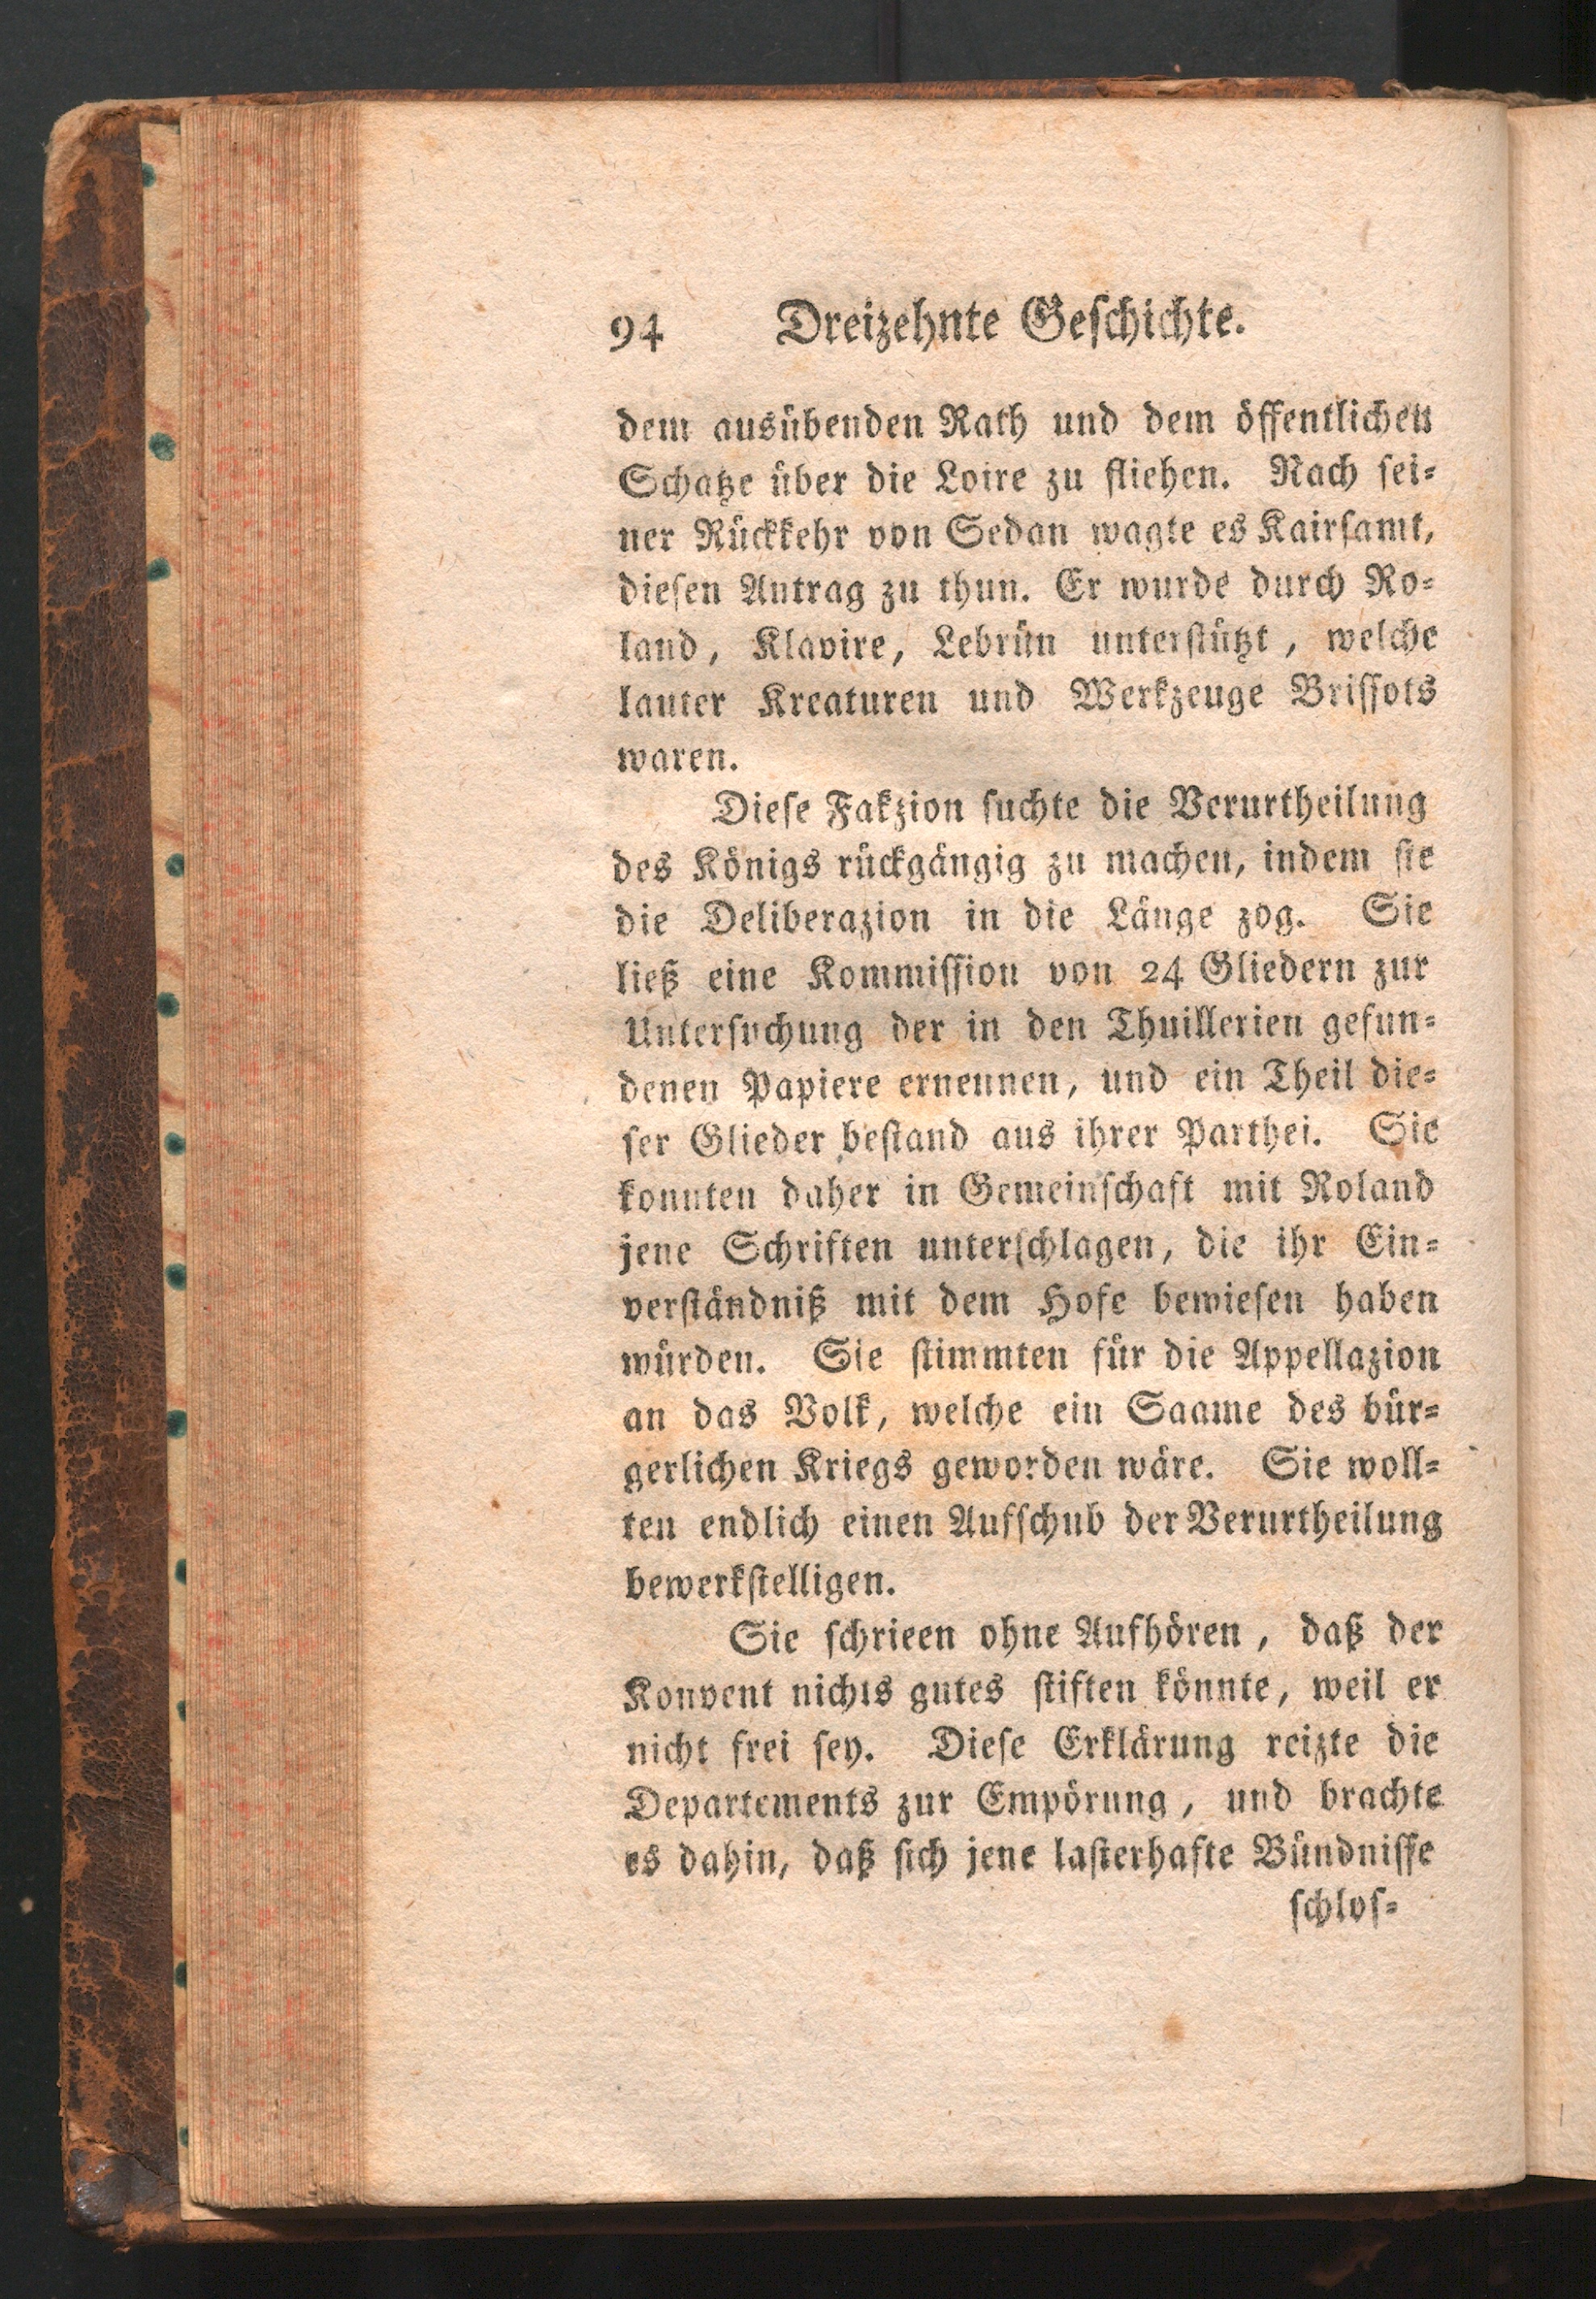 94 Dreizehnte Geſchichte.
dem ausübenden Rath und dem öffentlichen
Schatze über die Loire zu fliehen. Nach ſei-
ner Rückkehr von Sedan wagte es Kairſamt,
dieſen Antrag zu thun. Er wurde durch Ro-
land, Klavire, Lebrün unterſtützt, welche
lauter Kreaturen und Werkzeuge Briſſots
waren.
Dieſe Fakzion ſuchte die Verurtheilung
des Königs rückgängig zu machen, indem ſie
die Deliberazion in die Länge zog. Sie
ließ eine Kommiſſion von 24 Gliedern zur
Unterſuchung der in den Thuillerien gefun-
denen Papiere ernennen, und ein Theil die-
ſer Glieder beſtand aus ihrer Parthei. Sie
konnten daher in Gemeinſchaft mit Roland
jene Schriften unterſchlagen, die ihr Ein-
verſtändniß mit dem Hofe bewieſen haben
würden. Sie ſtimmten für die Appellazion
an das Volk, welche ein Saame des bür-
gerlichen Kriegs geworden wäre. Sie woll-
ten endlich einen Aufſchub der Verurtheilung
bewerkſtelligen.
Sie ſchrieen ohne Aufhören, daß der
Konvent nichts gutes ſtiften könnte, weil er
nicht frei ſey. Dieſe Erklärung reizte die
Departements zur Empörung, und brachte
es dahin, daß ſich jene laſterhafte Bündniſſe
ſchloſ-